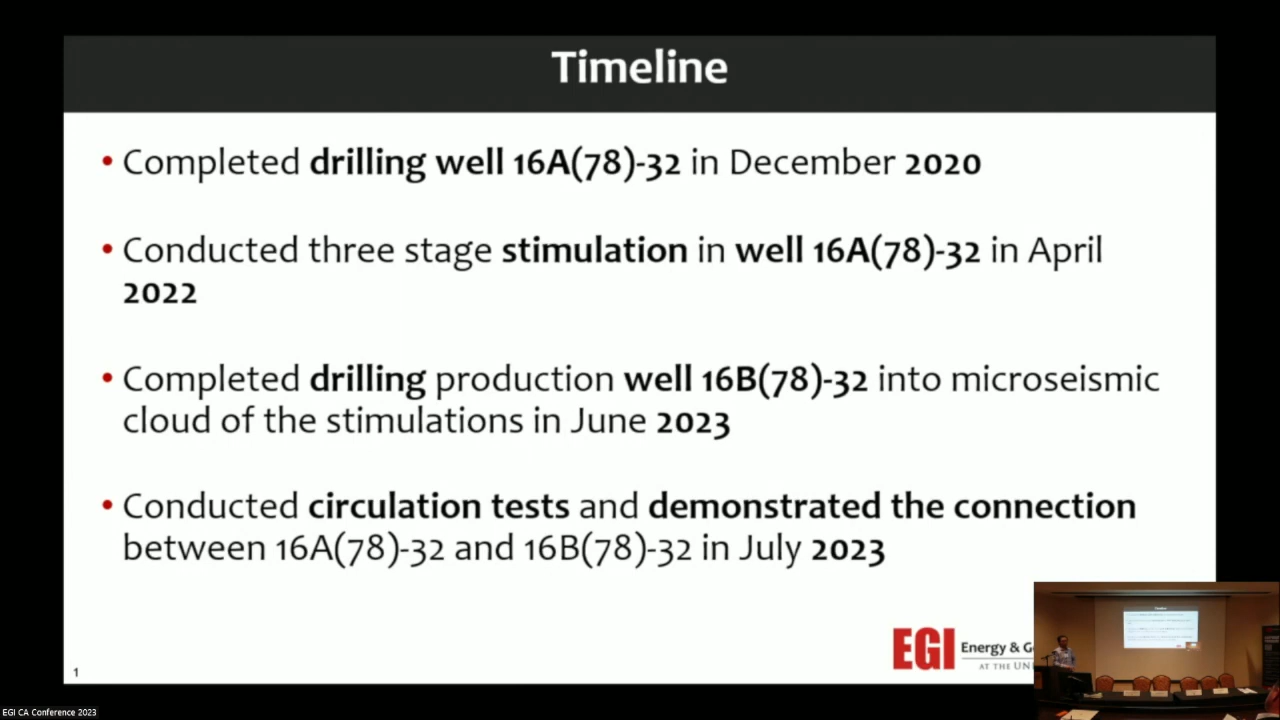 Timeline
• Completed drilling well 16A(78)-32 in December 2020
• Conducted three stage stimulation in well 16A(78)-32 in April
2022
• Completed drilling production well 16B(78)-32 into microseismic
cloud of the stimulations in June 2023
• Conducted circulation tests and demonstrated the connection
between 16A(78)-32 and 16B(78)-32 in July 2023
EGI Energy & G
AT THE UN
1
EGI CA Conference 2023